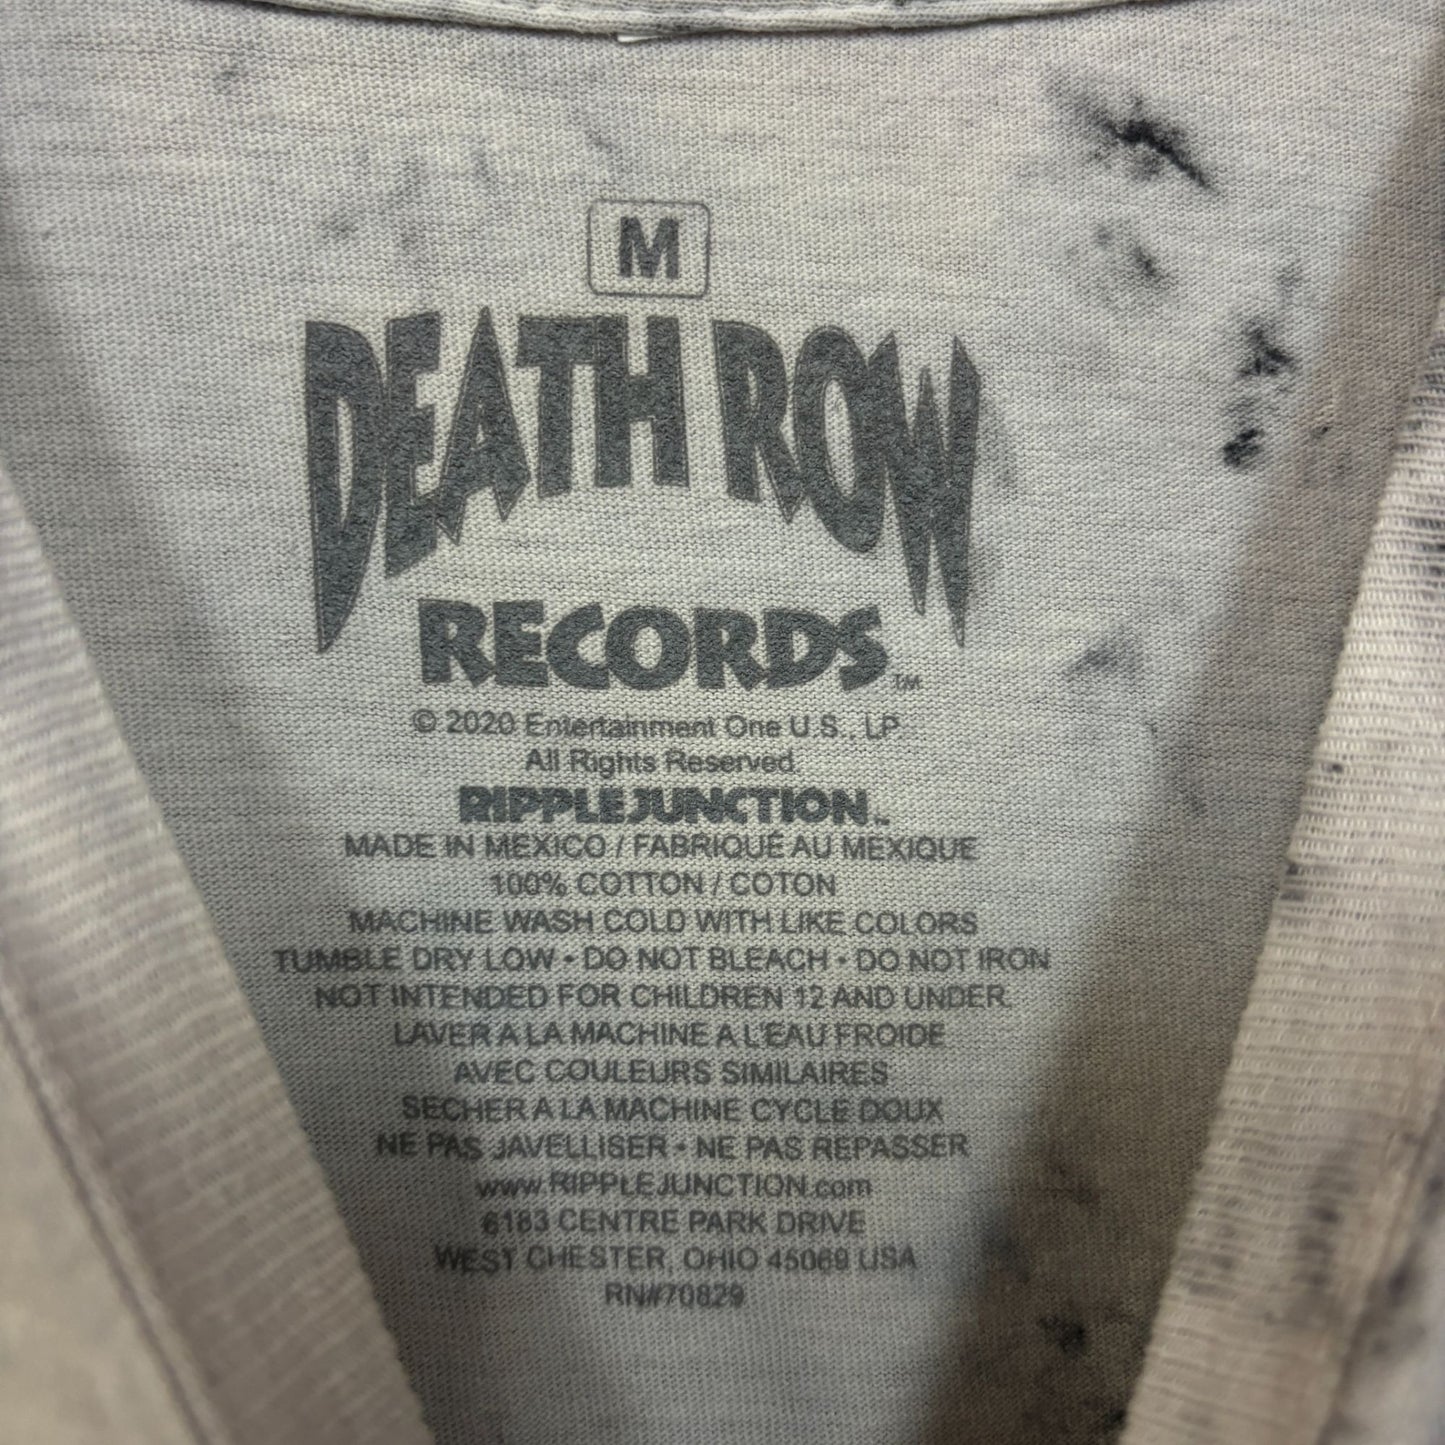 M
DEATH ROW
RECORDS™
© 2020 Entertainment One U.S., LP
All Rights Reserved.
RIPPLE JUNCTION™
MADE IN MEXICO / FABRIQUÉ AU MEXIQUE
100% COTTON / COTON
MACHINE WASH COLD WITH LIKE COLORS
TUMBLE DRY LOW • DO NOT BLEACH • DO NOT IRON
NOT INTENDED FOR CHILDREN 12 AND UNDER.
LAVER A LA MACHINE A L'EAU FROIDE
AVEC COULEURS SIMILAIRES
SECHER A LA MACHINE CYCLE DOUX
NE PAS JAVELLISER • NE PAS REPASSER
www.RIPPLEJUNCTION.com
6183 CENTRE PARK DRIVE
WEST CHESTER, OHIO 45069 USA
RN#70829